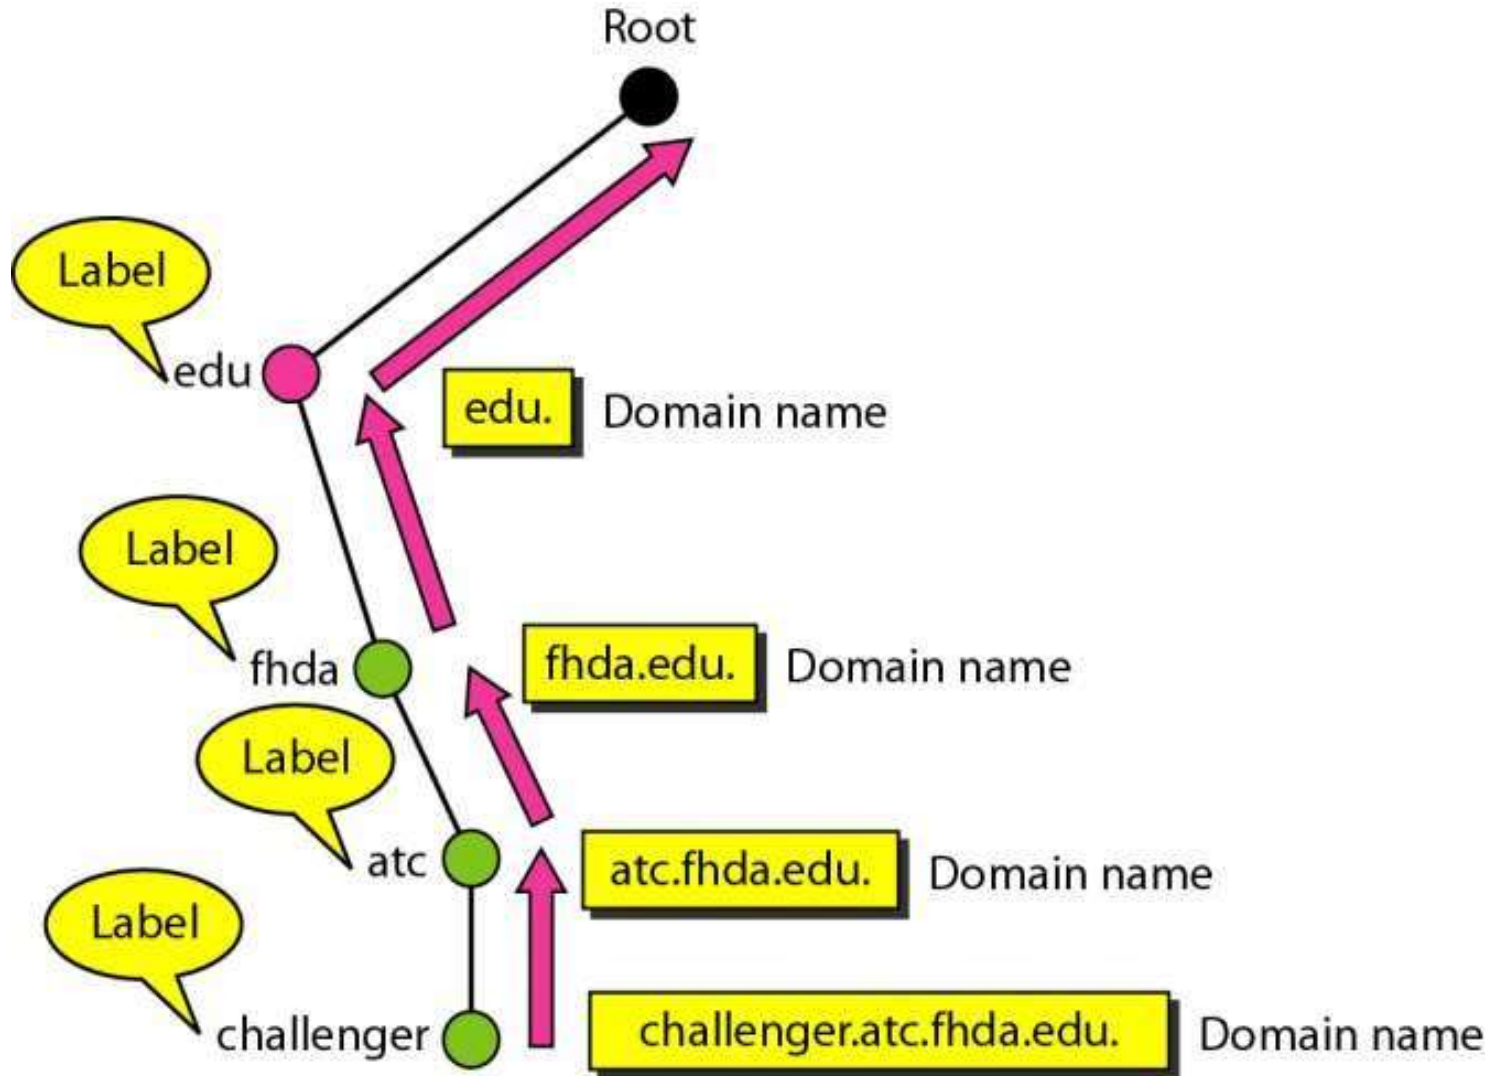 Root
Label
edu
edu. Domain name
Label
fhda
fhda.edu. Domain name
Label
atc
atc.fhda.edu. Domain name
Label
challenger
challenger.atc.fhda.edu. Domain name